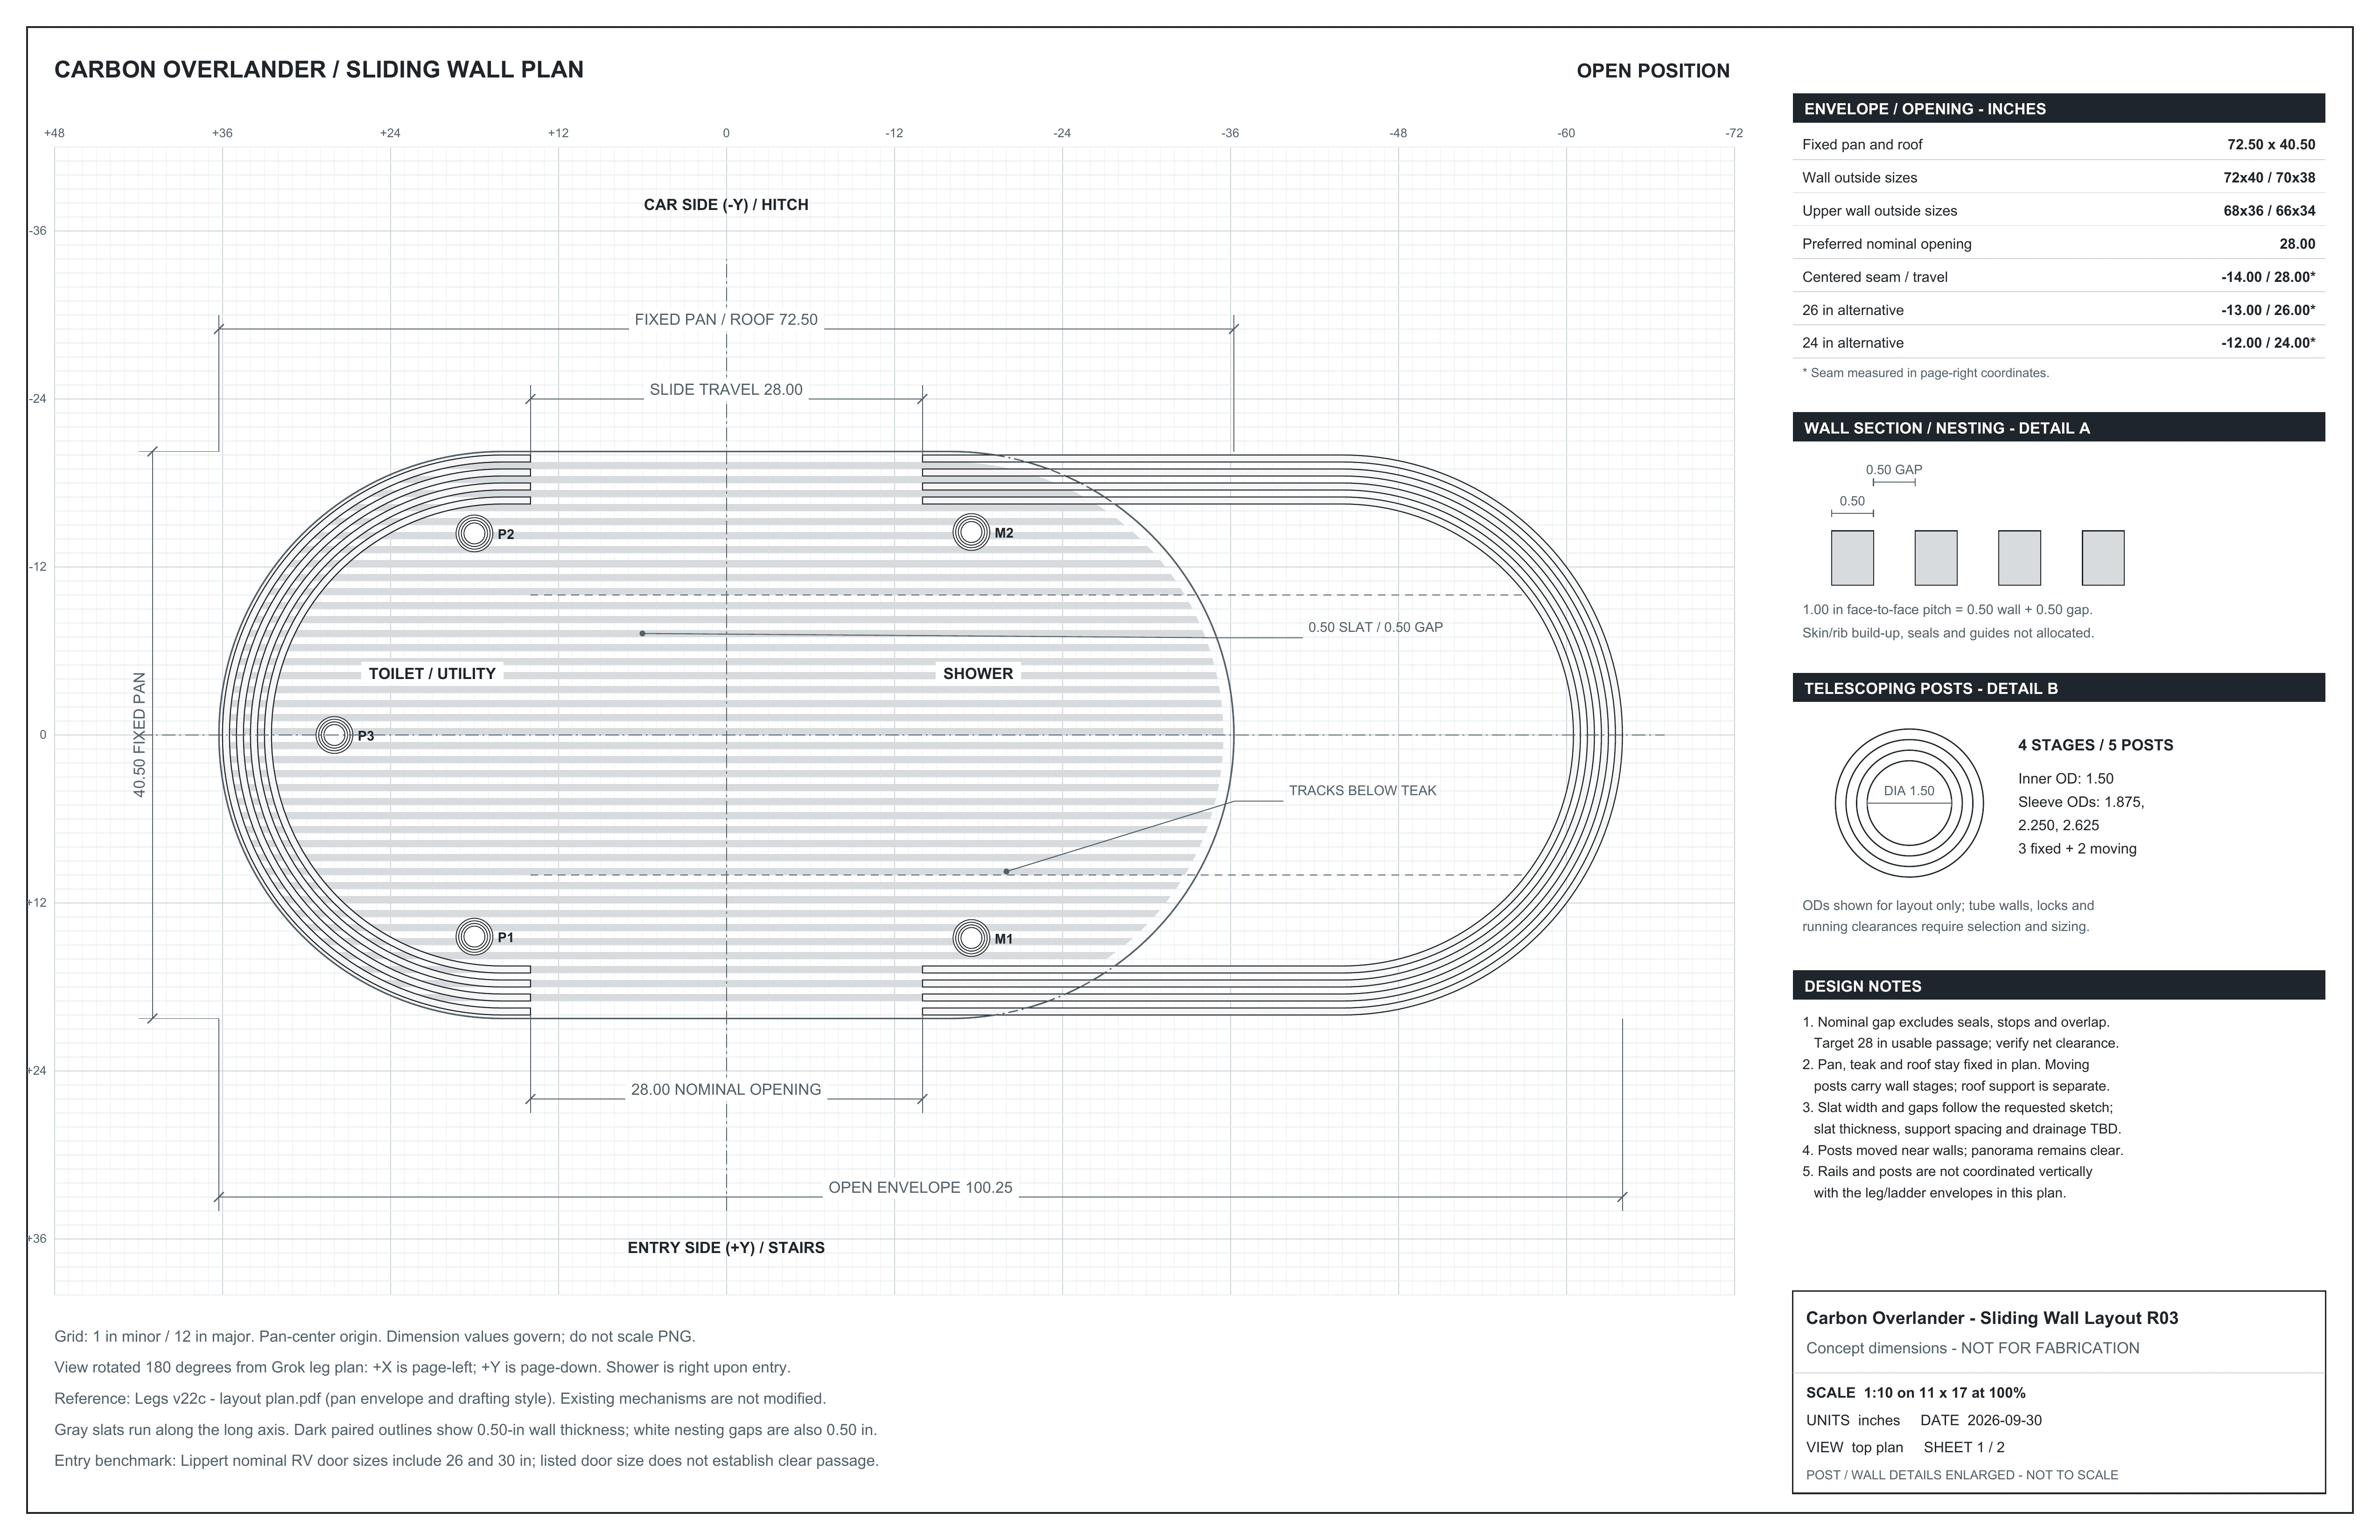 CARBON OVERLANDER / SLIDING WALL PLAN
OPEN POSITION
+48 +36 +24 +12 0 -12 -24 -36 -48 -60 -72
CAR SIDE (-Y) / HITCH
-36
FIXED PAN / ROOF 72.50
SLIDE TRAVEL 28.00
-24
P2
M2
-12
0.50 SLAT / 0.50 GAP
TOILET / UTILITY
SHOWER
40.50 FIXED PAN
0
P3
TRACKS BELOW TEAK
+12
P1
M1
+24
28.00 NOMINAL OPENING
OPEN ENVELOPE 100.25
+36
ENTRY SIDE (+Y) / STAIRS
Grid: 1 in minor / 12 in major. Pan-center origin. Dimension values govern; do not scale PNG.
View rotated 180 degrees from Grok leg plan: +X is page-left; +Y is page-down. Shower is right upon entry.
Reference: Legs v22c - layout plan.pdf (pan envelope and drafting style). Existing mechanisms are not modified.
Gray slats run along the long axis. Dark paired outlines show 0.50-in wall thickness; white nesting gaps are also 0.50 in.
Entry benchmark: Lippert nominal RV door sizes include 26 and 30 in; listed door size does not establish clear passage.
ENVELOPE / OPENING - INCHES
Fixed pan and roof 72.50 x 40.50
Wall outside sizes 72x40 / 70x38
Upper wall outside sizes 68x36 / 66x34
Preferred nominal opening 28.00
Centered seam / travel -14.00 / 28.00*
26 in alternative -13.00 / 26.00*
24 in alternative -12.00 / 24.00*
* Seam measured in page-right coordinates.
WALL SECTION / NESTING - DETAIL A
0.50 GAP
0.50
1.00 in face-to-face pitch = 0.50 wall + 0.50 gap.
Skin/rib build-up, seals and guides not allocated.
TELESCOPING POSTS - DETAIL B
DIA 1.50
4 STAGES / 5 POSTS
Inner OD: 1.50
Sleeve ODs: 1.875,
2.250, 2.625
3 fixed + 2 moving
ODs shown for layout only; tube walls, locks and
running clearances require selection and sizing.
DESIGN NOTES
1. Nominal gap excludes seals, stops and overlap.
Target 28 in usable passage; verify net clearance.
2. Pan, teak and roof stay fixed in plan. Moving
posts carry wall stages; roof support is separate.
3. Slat width and gaps follow the requested sketch;
slat thickness, support spacing and drainage TBD.
4. Posts moved near walls; panorama remains clear.
5. Rails and posts are not coordinated vertically
with the leg/ladder envelopes in this plan.
Carbon Overlander - Sliding Wall Layout R03
Concept dimensions - NOT FOR FABRICATION
SCALE 1:10 on 11 x 17 at 100%
UNITS inches DATE 2026-09-30
VIEW top plan SHEET 1 / 2
POST / WALL DETAILS ENLARGED - NOT TO SCALE